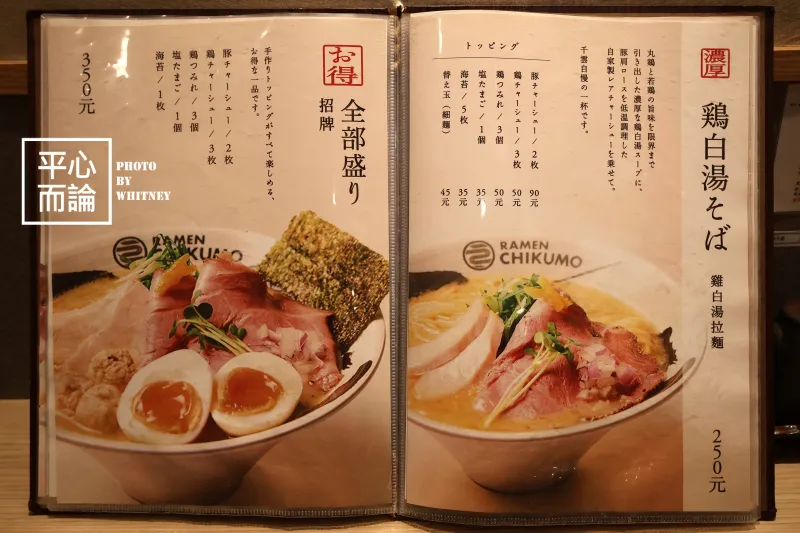 お得
全部盛り
招牌
手作りトッピングがすべて楽しめる、
お得な一品です。
豚チャーシュー/2枚
鶏チャーシュー/3枚
鶏つみれ/3個
塩たまご/1個
海苔/1枚
350元
平心
而論
PHOTO
BY
WHITNEY
RAMEN
CHIKUMO
濃厚
鶏白湯そば
雞白湯拉麵
250元
丸鶏と若鶏の旨味を限界まで
引き出した濃厚な鶏白湯スープに、
豚肩ロースを低温調理した
自家製レアチャーシューを乗せて。
千雲自慢の一杯です。
トッピング
豚チャーシュー/2枚 90元
鶏チャーシュー/3枚 50元
鶏つみれ/3個 50元
塩たまご/1個 35元
海苔/5枚 35元
替え玉(細麺) 45元
RAMEN
CHIKUMO